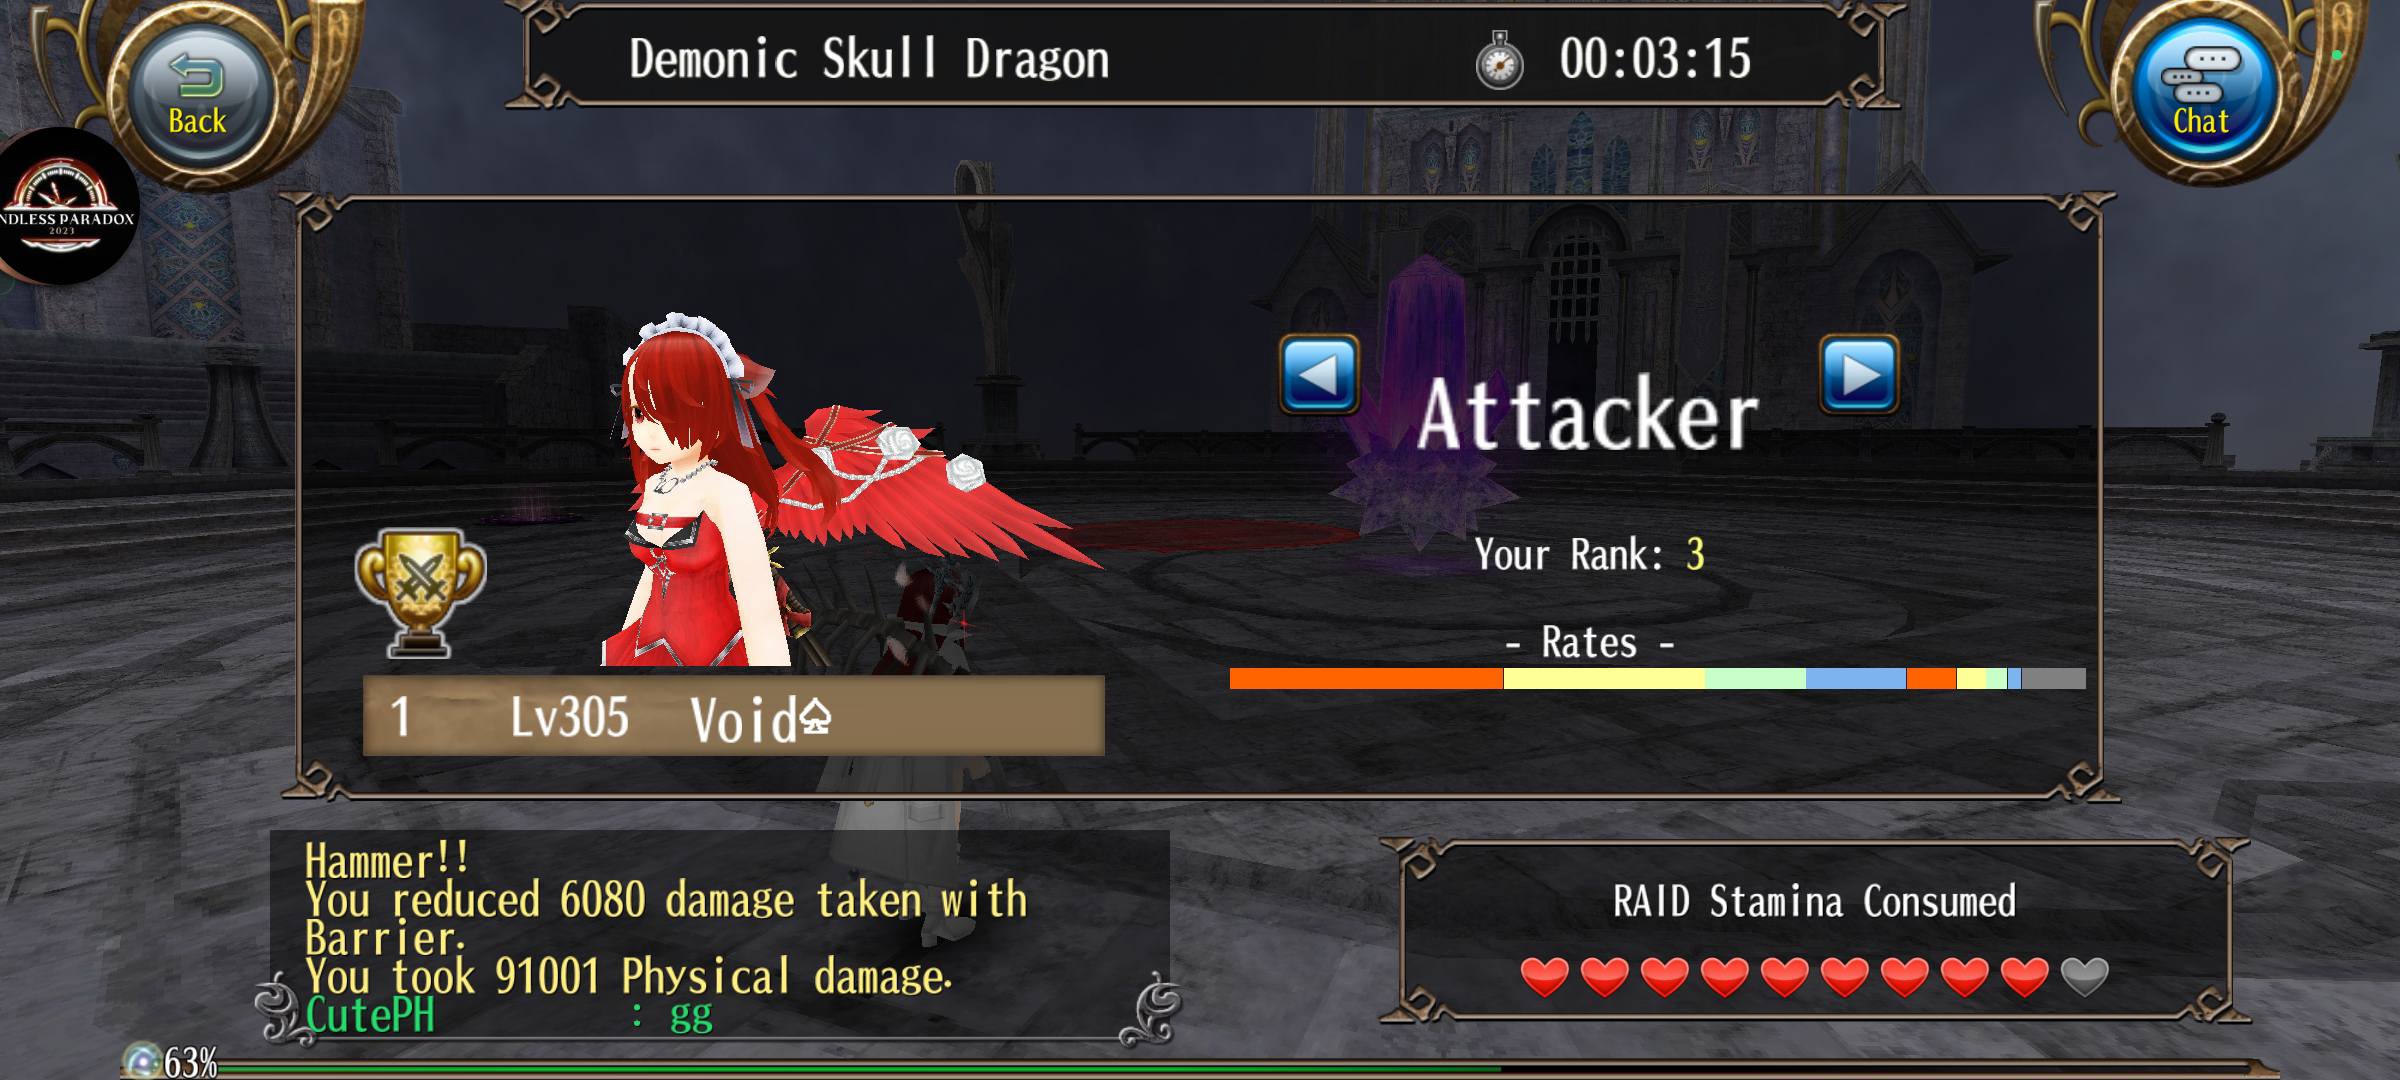 Back
Demonic Skull Dragon
00:03:15
Chat
NDLESS PARADOX
2023
Attacker
Your Rank: 3
- Rates -
1 Lv305 Void♤
Hammer!!
You reduced 6080 damage taken with
Barrier.
You took 91001 Physical damage.
CutePH : gg
RAID Stamina Consumed
63%